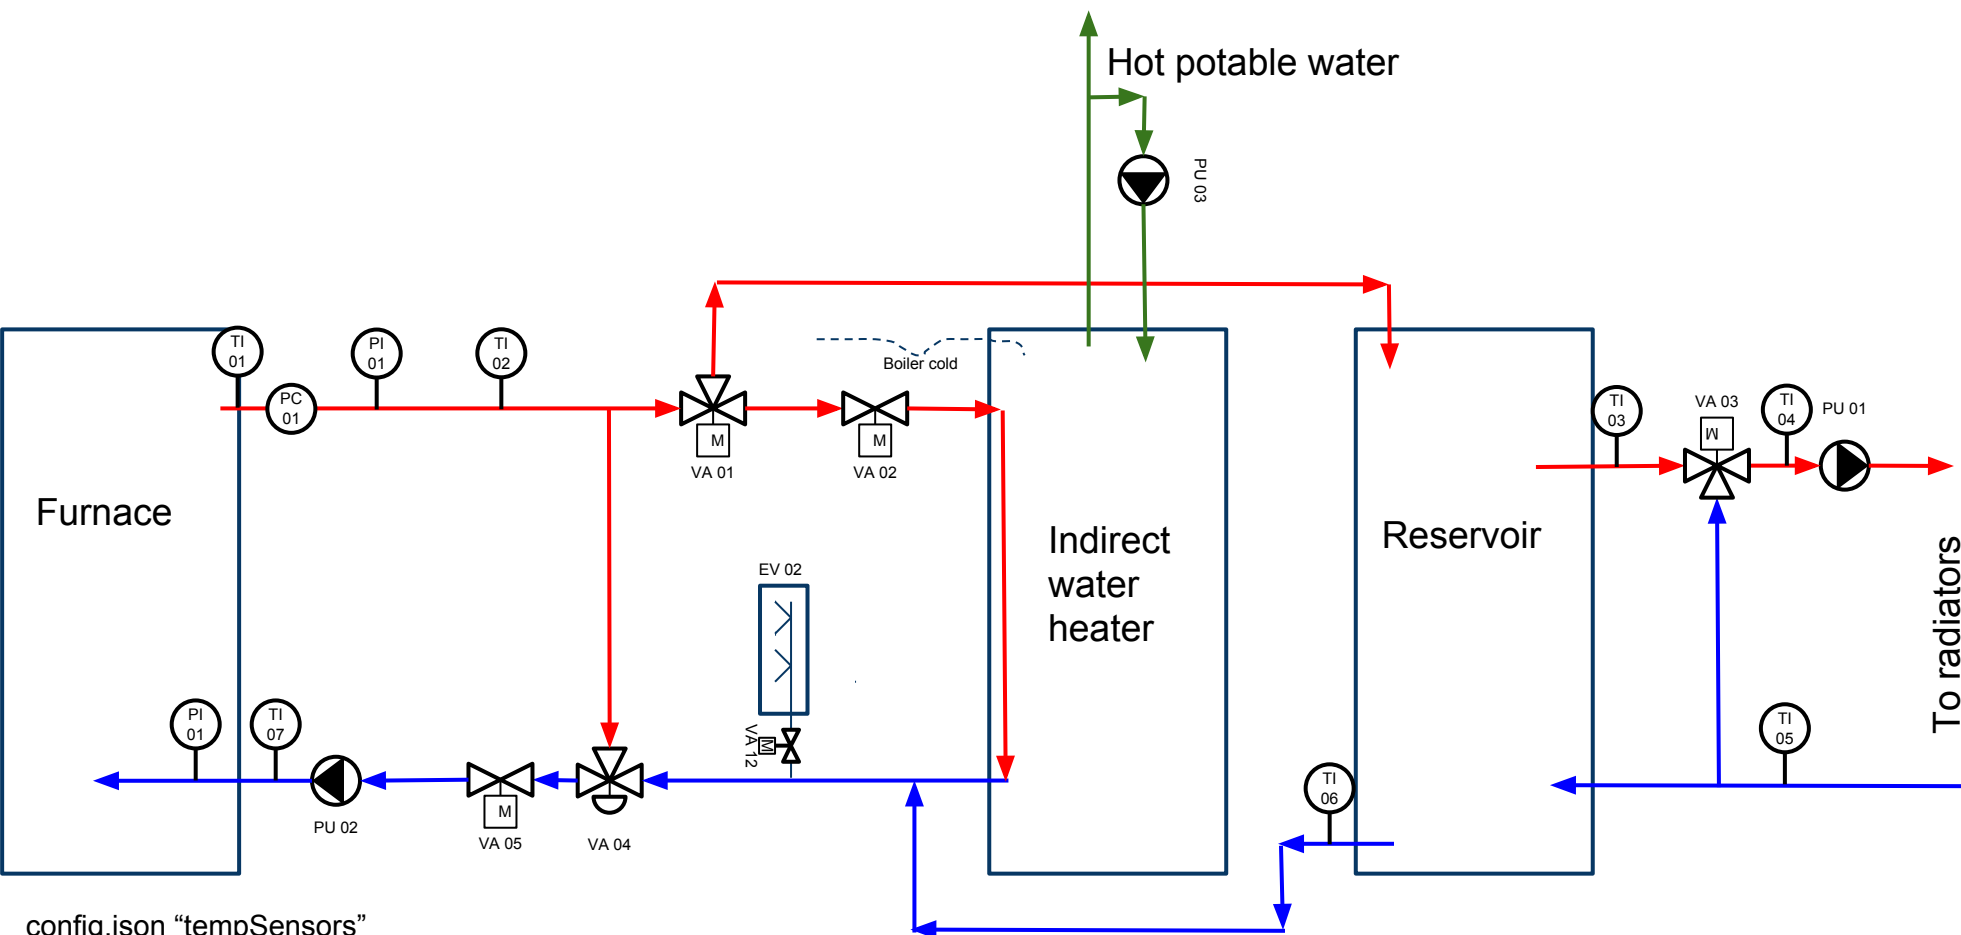 Hot potable water
PU 03
TI
01
PC
01
PI
01
TI
02
Boiler cold
M
VA 01
M
VA 02
TI
03
VA 03
M
TI
04
PU 01
Furnace
Indirect
water
heater
Reservoir
To radiators
EV 02
VA 12
M
PI
01
TI
07
PU 02
M
VA 05
VA 04
TI
06
TI
05
config.json “tempSensors”